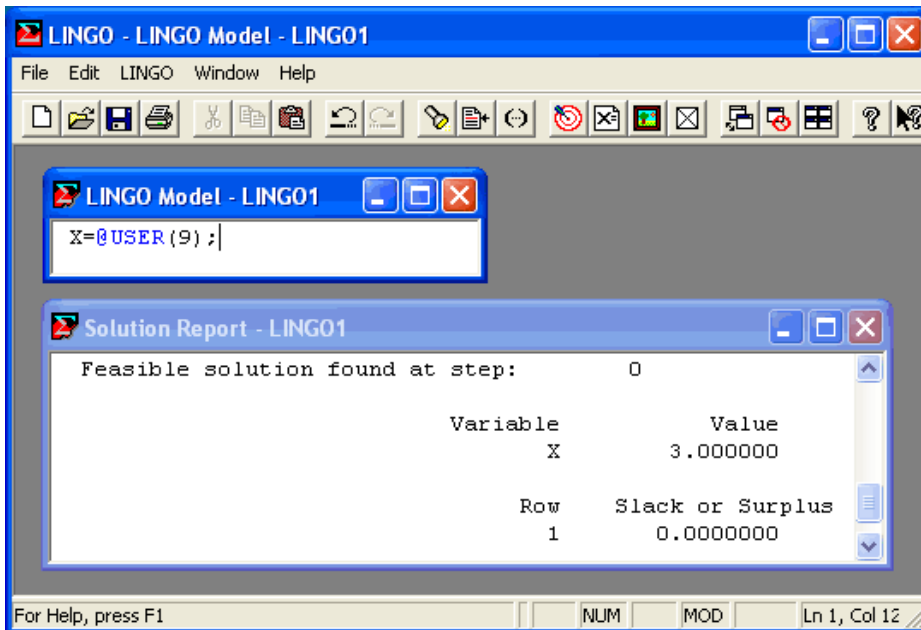 LINGO - LINGO Model - LINGO1
File Edit LINGO Window Help
LINGO Model - LINGO1
X=@USER(9);
Solution Report - LINGO1
Feasible solution found at step: 0
Variable Value
X 3.000000
Row Slack or Surplus
1 0.0000000
For Help, press F1 NUM MOD Ln 1, Col 12